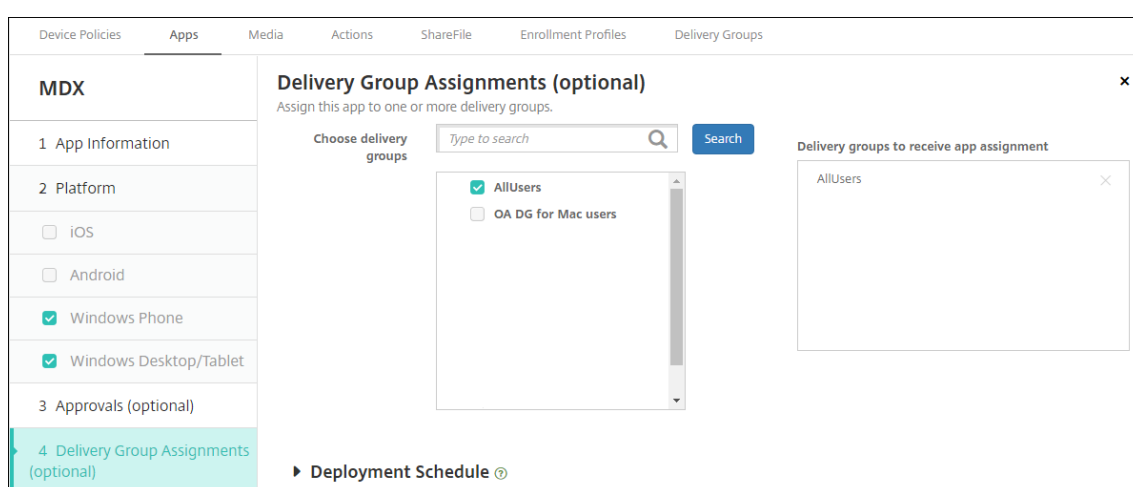 Device Policies Apps Media Actions ShareFile Enrollment Profiles Delivery Groups
MDX
1 App Information
2 Platform
iOS
Android
Windows Phone
Windows Desktop/Tablet
3 Approvals (optional)
4 Delivery Group Assignments
(optional)
Delivery Group Assignments (optional)
Assign this app to one or more delivery groups.
Choose delivery
groups
Type to search
Search
AllUsers
OA DG for Mac users
Delivery groups to receive app assignment
AllUsers
Deployment Schedule